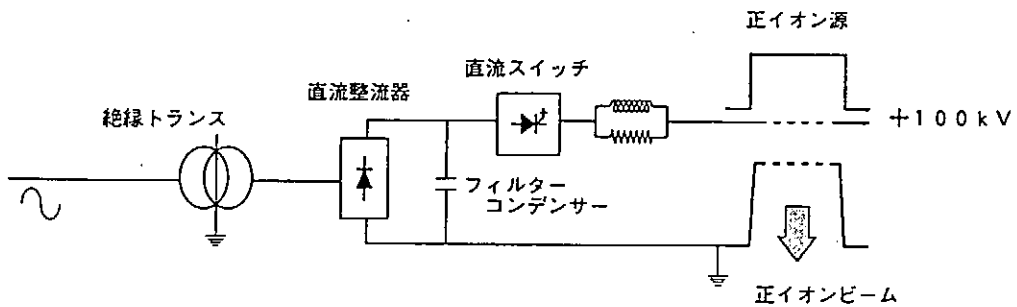 正イオン源
直流スイッチ
直流整流器
絶縁トランス
+100kV
フィルター
コンデンサー
正イオンビーム